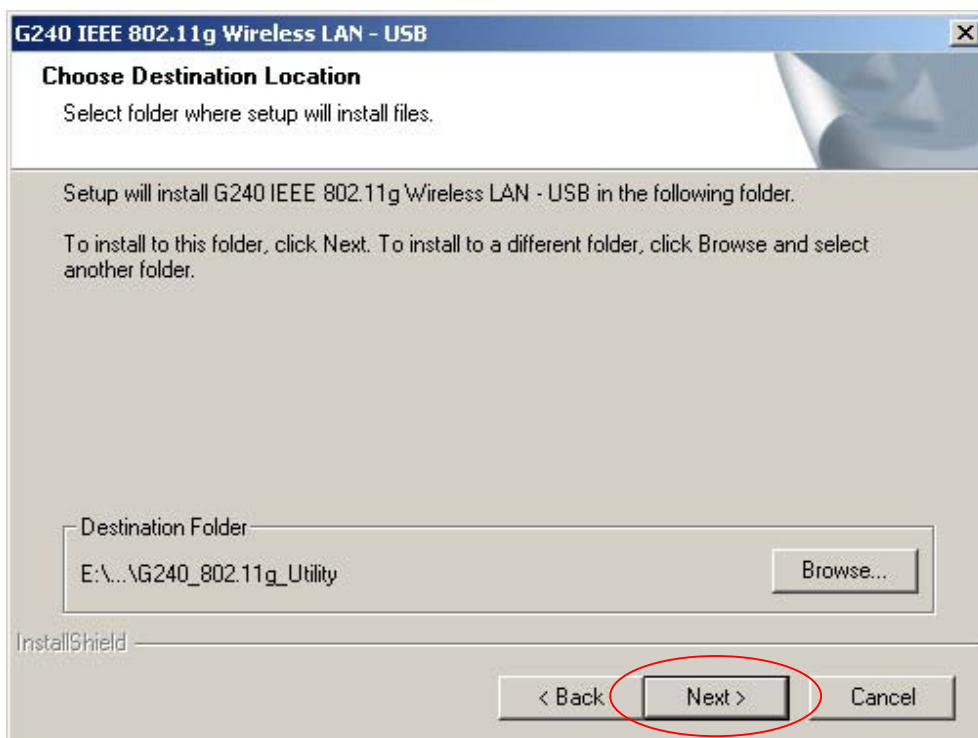 G240 IEEE 802.11g Wireless LAN - USB
Choose Destination Location
Select folder where setup will install files.
Setup will install G240 IEEE 802.11g Wireless LAN - USB in the following folder.
To install to this folder, click Next. To install to a different folder, click Browse and select
another folder.
Destination Folder
E:\...\G240_802.11g_Utility
Browse...
InstallShield
< Back
Next >
Cancel